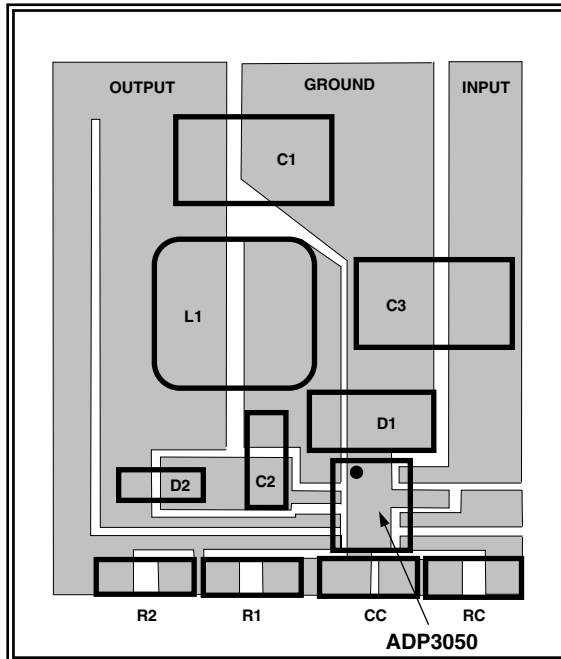 OUTPUT
GROUND
INPUT
C1
L1
C3
D1
D2
C2
R2
R1
CC
RC
ADP3050